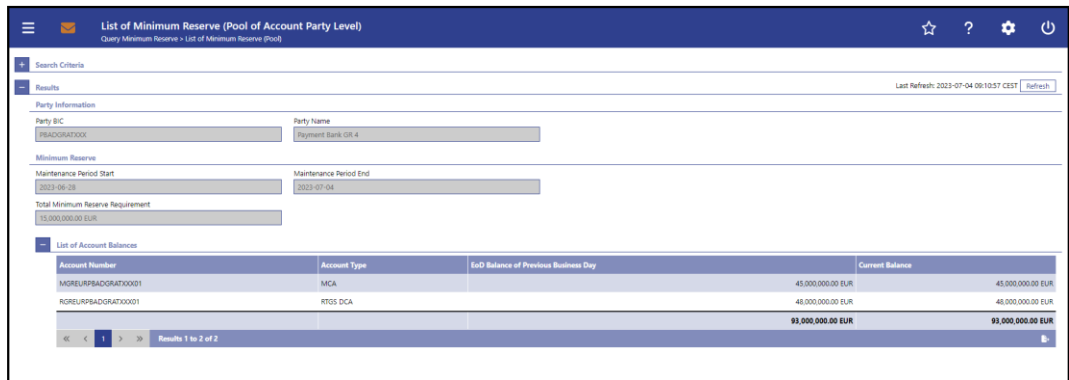 List of Minimum Reserve (Pool of Account Party Level)
Query Minimum Reserve > List of Minimum Reserve (Pool)
Search Criteria
Results
Last Refresh: 2023-07-04 09:10:57 CEST Refresh
Party Information
Party BIC Party Name
PBADGRATXXX Payment Bank GR 4
Minimum Reserve
Maintenance Period Start Maintenance Period End
2023-06-28 2023-07-04
Total Minimum Reserve Requirement
15,000,000.00 EUR
List of Account Balances
Account Number Account Type EoD Balance of Previous Business Day Current Balance
MGREURPBADGRATXXX01 MCA 45,000,000.00 EUR 45,000,000.00 EUR
RGREURPBADGRATXXX01 RTGS DCA 48,000,000.00 EUR 48,000,000.00 EUR
93,000,000.00 EUR 93,000,000.00 EUR
1 Results 1 to 2 of 2